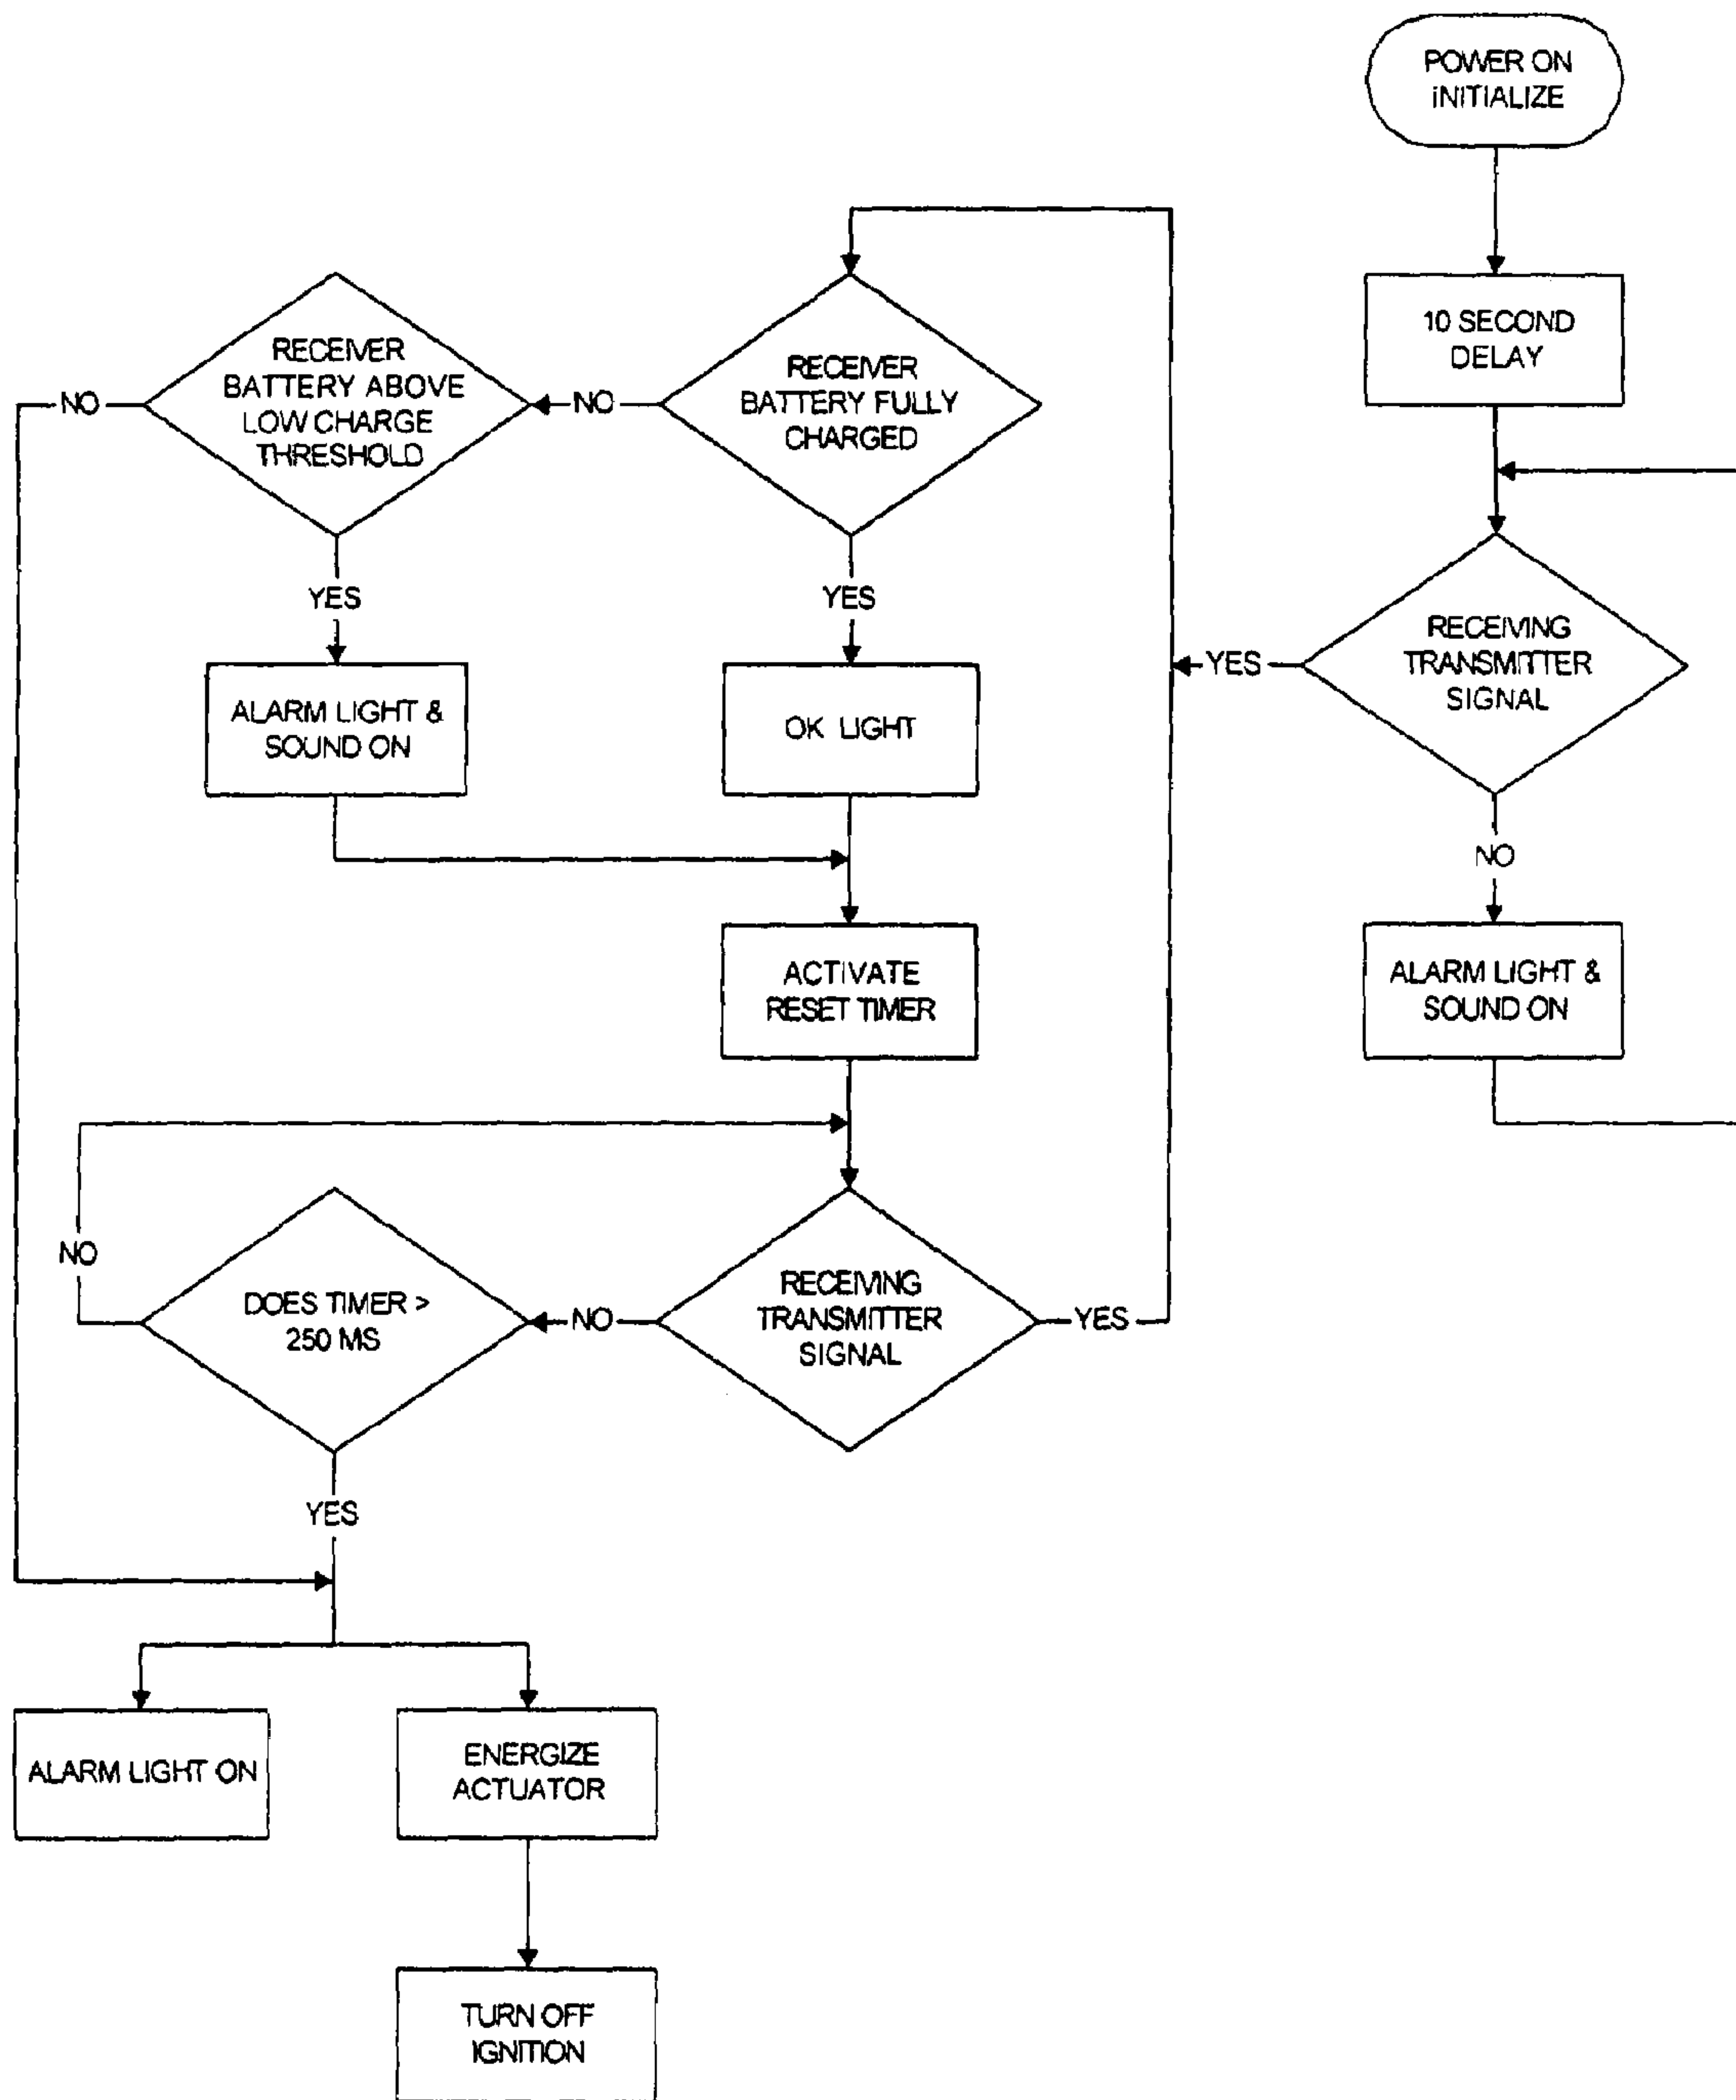 POWER ON
INITIALIZE
10 SECOND
DELAY
RECEIVING
TRANSMITTER
SIGNAL
YES
NO
ALARM LIGHT &
SOUND ON
RECEIVER
BATTERY FULLY
CHARGED
NO
YES
RECEIVER
BATTERY ABOVE
LOW CHARGE
THRESHOLD
NO
YES
ALARM LIGHT &
SOUND ON
OK LIGHT
ACTIVATE
RESET TIMER
RECEIVING
TRANSMITTER
SIGNAL
YES
NO
DOES TIMER >
250 MS
NO
YES
ALARM LIGHT ON
ENERGIZE
ACTUATOR
TURN OFF
IGNITION